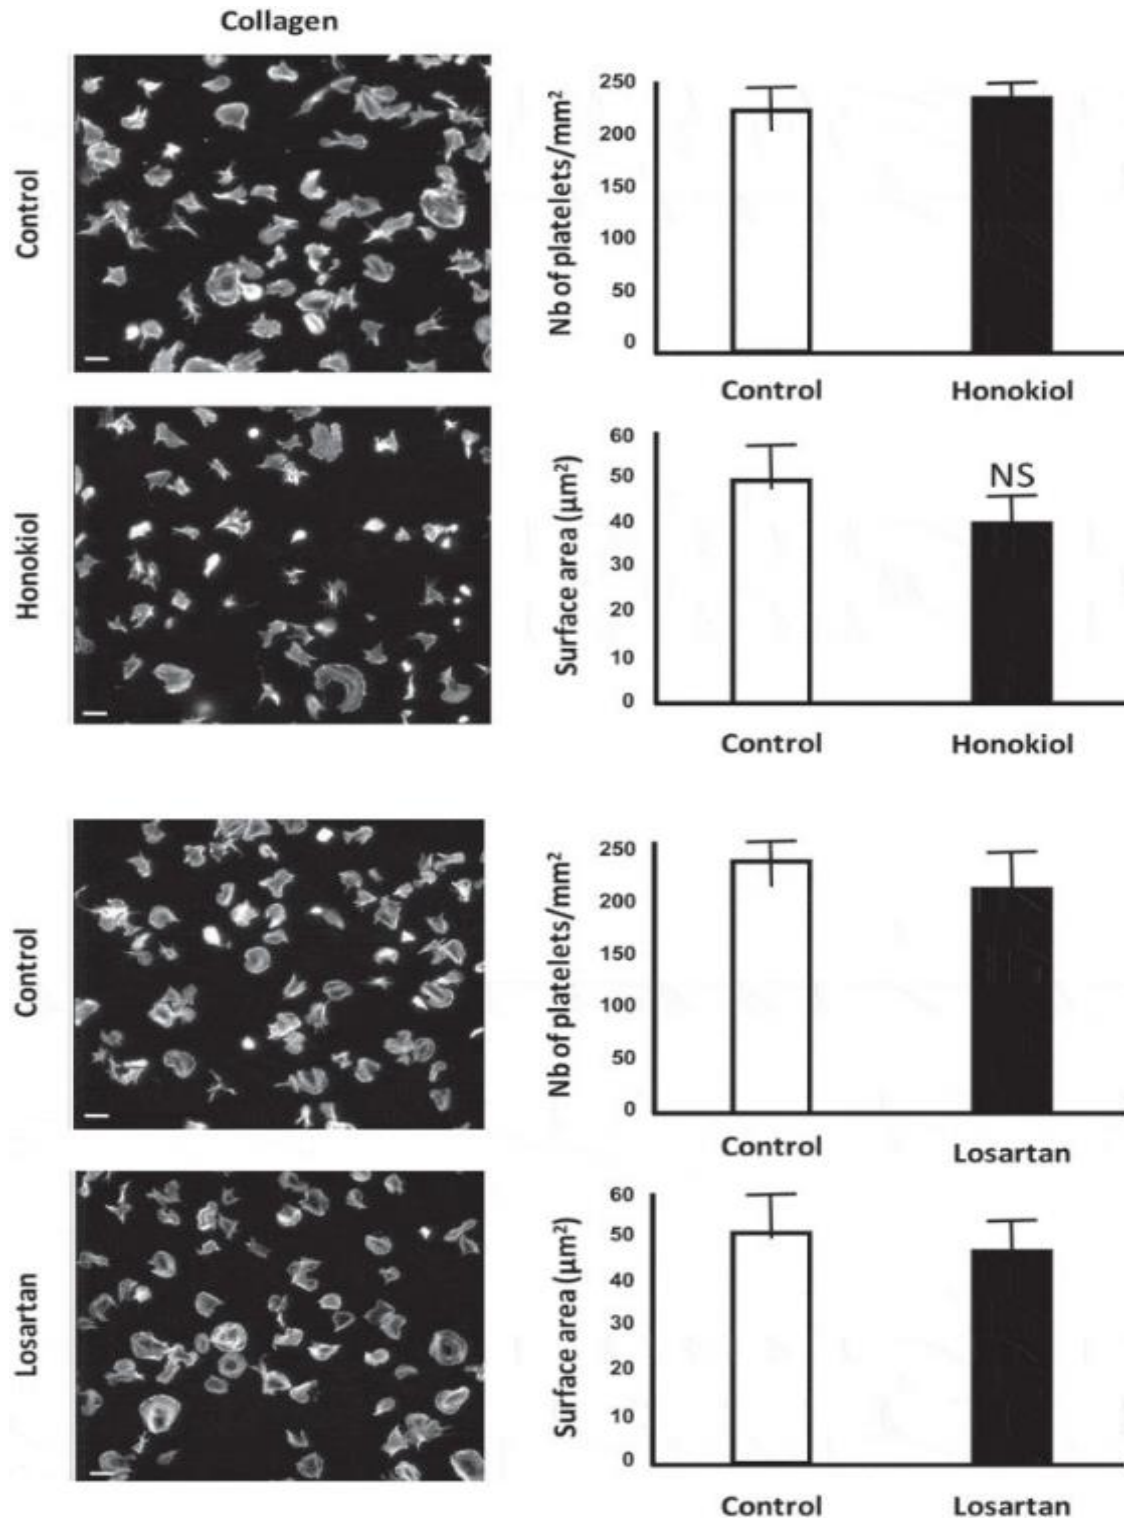 Collagen
Control
Nb of platelets/mm²
250
200
150
100
50
0
Control Honokiol
Honokiol
Surface area (µm²)
60
50
40
30
20
10
0
NS
Control Honokiol
Control
Nb of platelets/mm²
250
200
150
100
50
0
Control Losartan
Losartan
Surface area (µm²)
60
50
40
30
20
10
0
Control Losartan